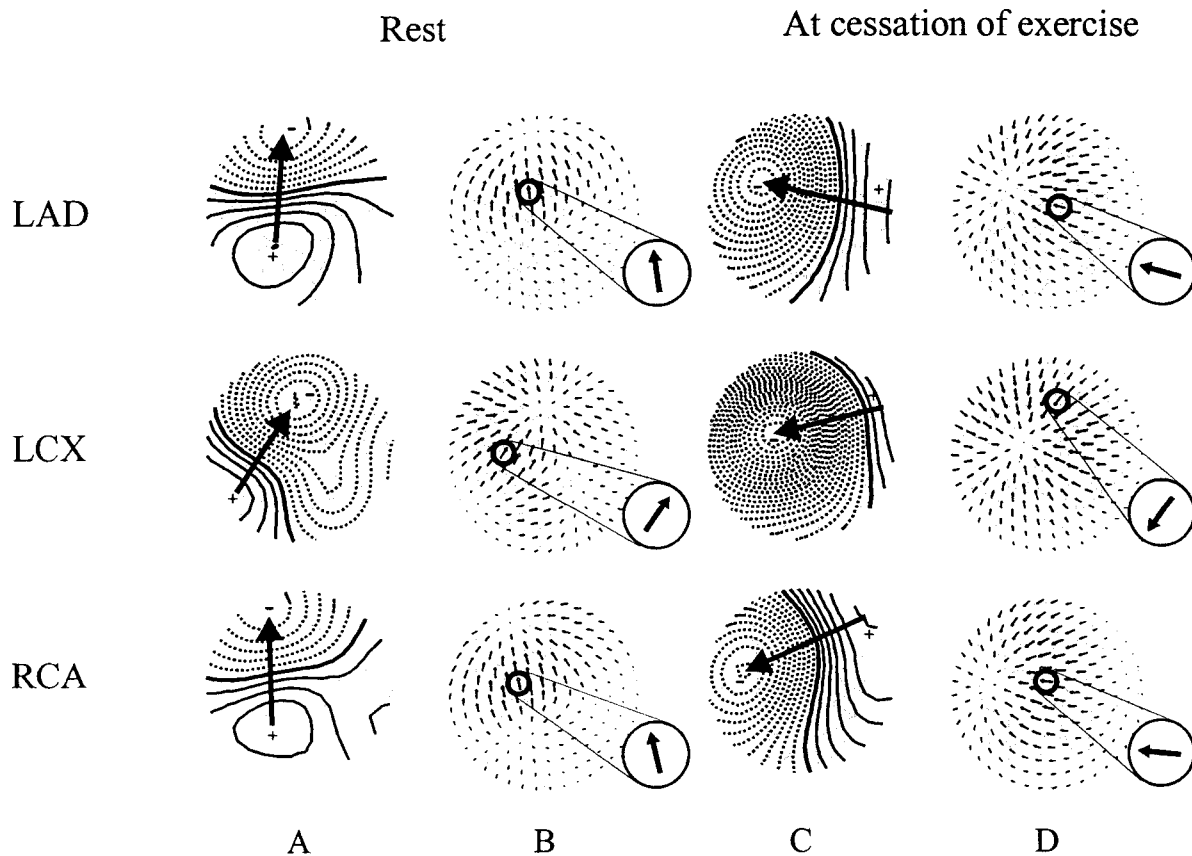 Rest
At cessation of exercise
LAD
LCX
RCA
A B C D